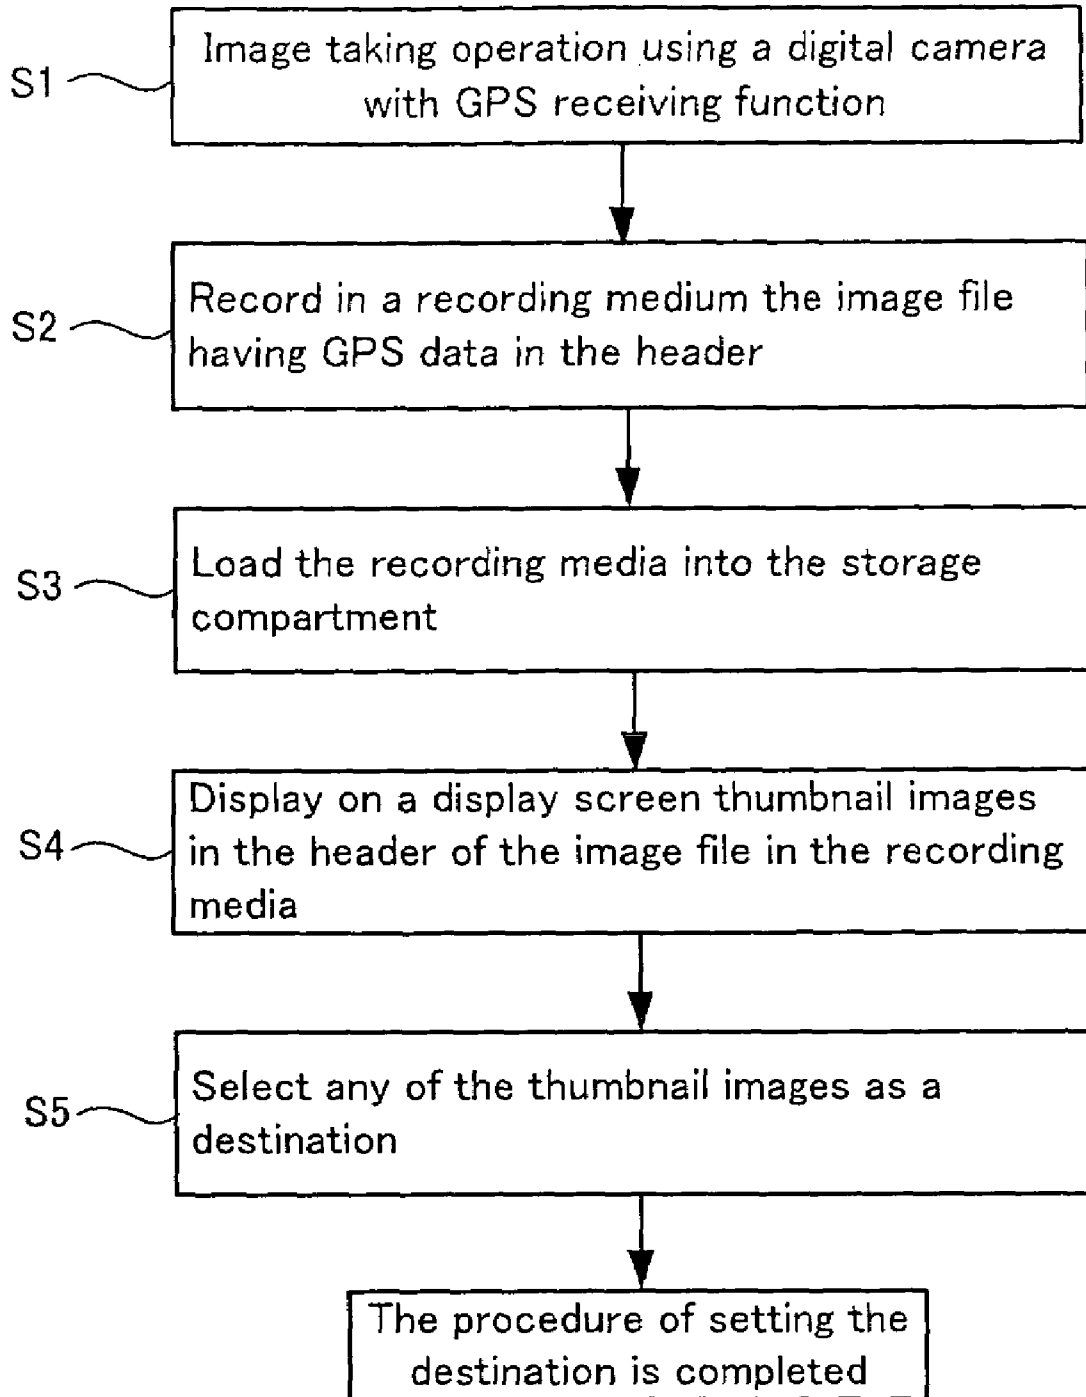 Image taking operation using a digital camera
with GPS receiving function
S1
Record in a recording medium the image file
having GPS data in the header
S2
Load the recording media into the storage
compartment
S3
Display on a display screen thumbnail images
in the header of the image file in the recording
media
S4
Select any of the thumbnail images as a
destination
S5
The procedure of setting the
destination is completed